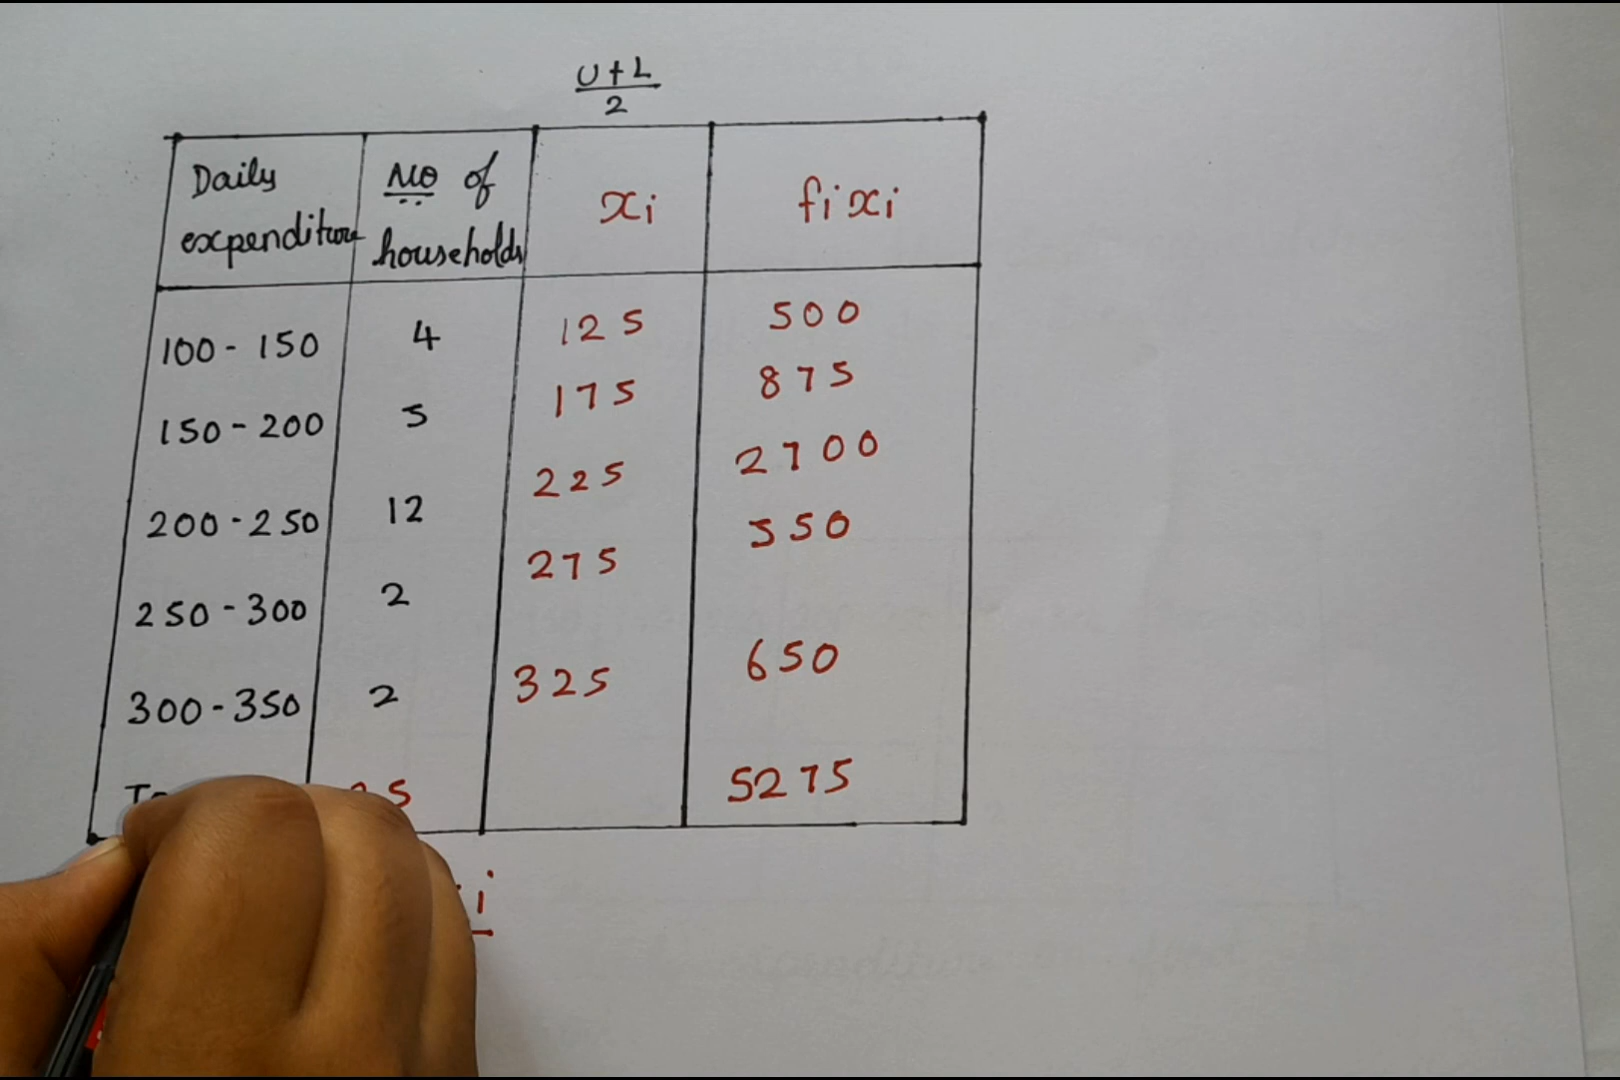 U+L
2
Daily expenditure No of households xi fixi
100 - 150 4 125 500
150 - 200 5 175 875
200 - 250 12 225 2700
250 - 300 2 275 550
300 - 350 2 325 650
5275